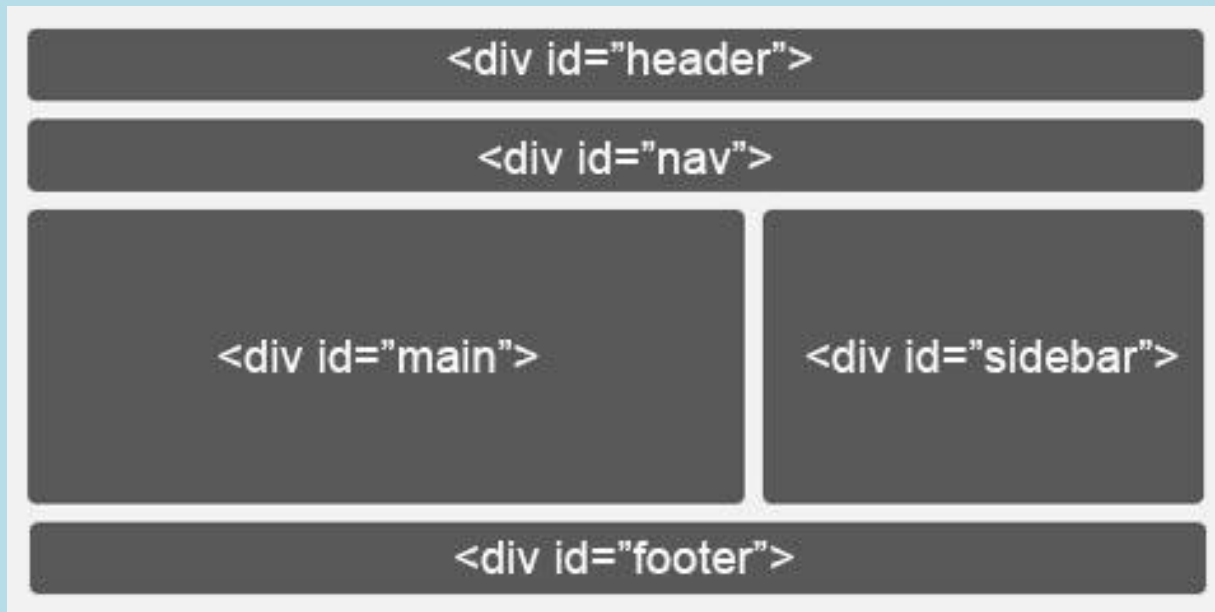 <div id=”header”>
<div id=”nav”>
<div id=”main”>
<div id=”sidebar”>
<div id=”footer”>